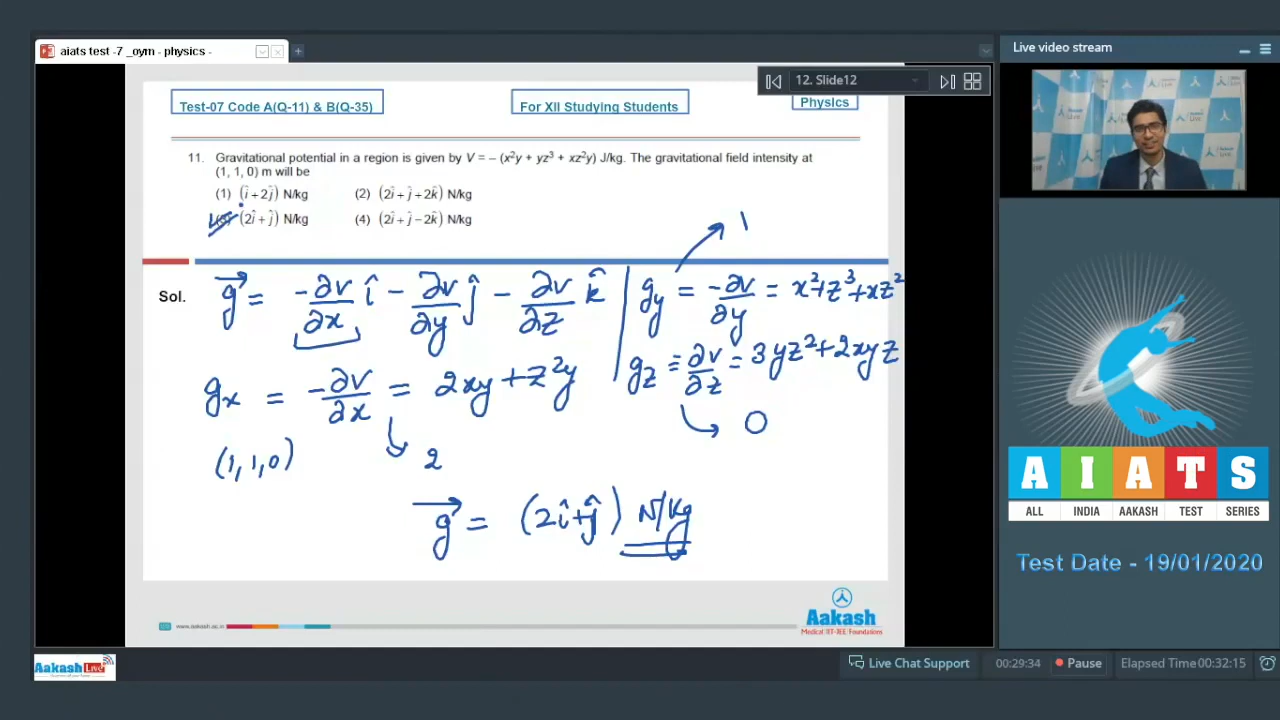 aiats test -7 _oym - physics -
Live video stream
12. Slide12
Test-07 Code A(Q-11) & B(Q-35)
For XII Studying Students
Physics
11. Gravitational potential in a region is given by V = – (x²y + yz³ + xz²y) J/kg. The gravitational field intensity at
(1, 1, 0) m will be
(1) (î + 2ĵ) N/kg (2) (2î + ĵ + 2k̂) N/kg
(3) (2î + ĵ) N/kg (4) (2î + ĵ – 2k̂) N/kg
Sol.
g⃗ = -∂v/∂x î - ∂v/∂y ĵ - ∂v/∂z k̂
gx = -∂v/∂x = 2xy + z²y
(1, 1, 0)
2
1
gy = -∂v/∂y = x²+z³+xz²
gz = ∂v/∂z = 3yz²+2xyz
0
g⃗ = (2î+ĵ) N/kg
www.aakash.ac.in
Aakash
Medical|IIT-JEE|Foundations
A I A T S
ALL INDIA AAKASH TEST SERIES
Test Date - 19/01/2020
Aakash Live
Live Chat Support
00:29:34
Pause
Elapsed Time 00:32:15